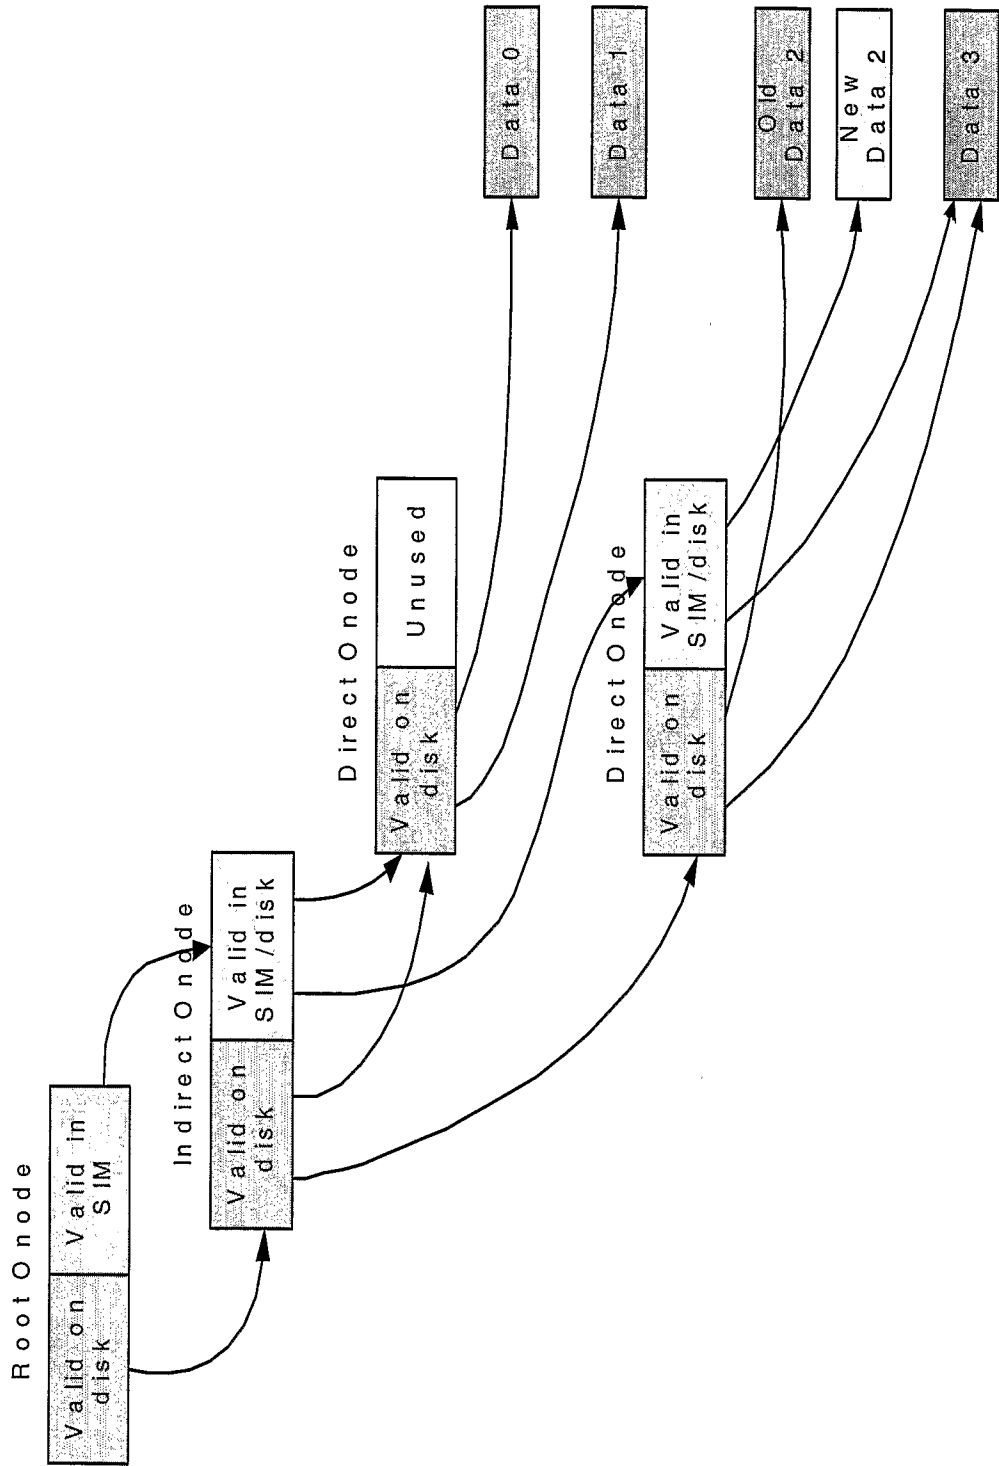 Root Onode
Valid on
disk
Valid in
SIM
Indirect Onode
Valid on
disk
Valid in
SIM/disk
Direct Onode
Valid on
disk
Unused
Direct Onode
Valid on
disk
Valid in
SIM/disk
Data 0
Data 1
Old
Data 2
New
Data 2
Data 3